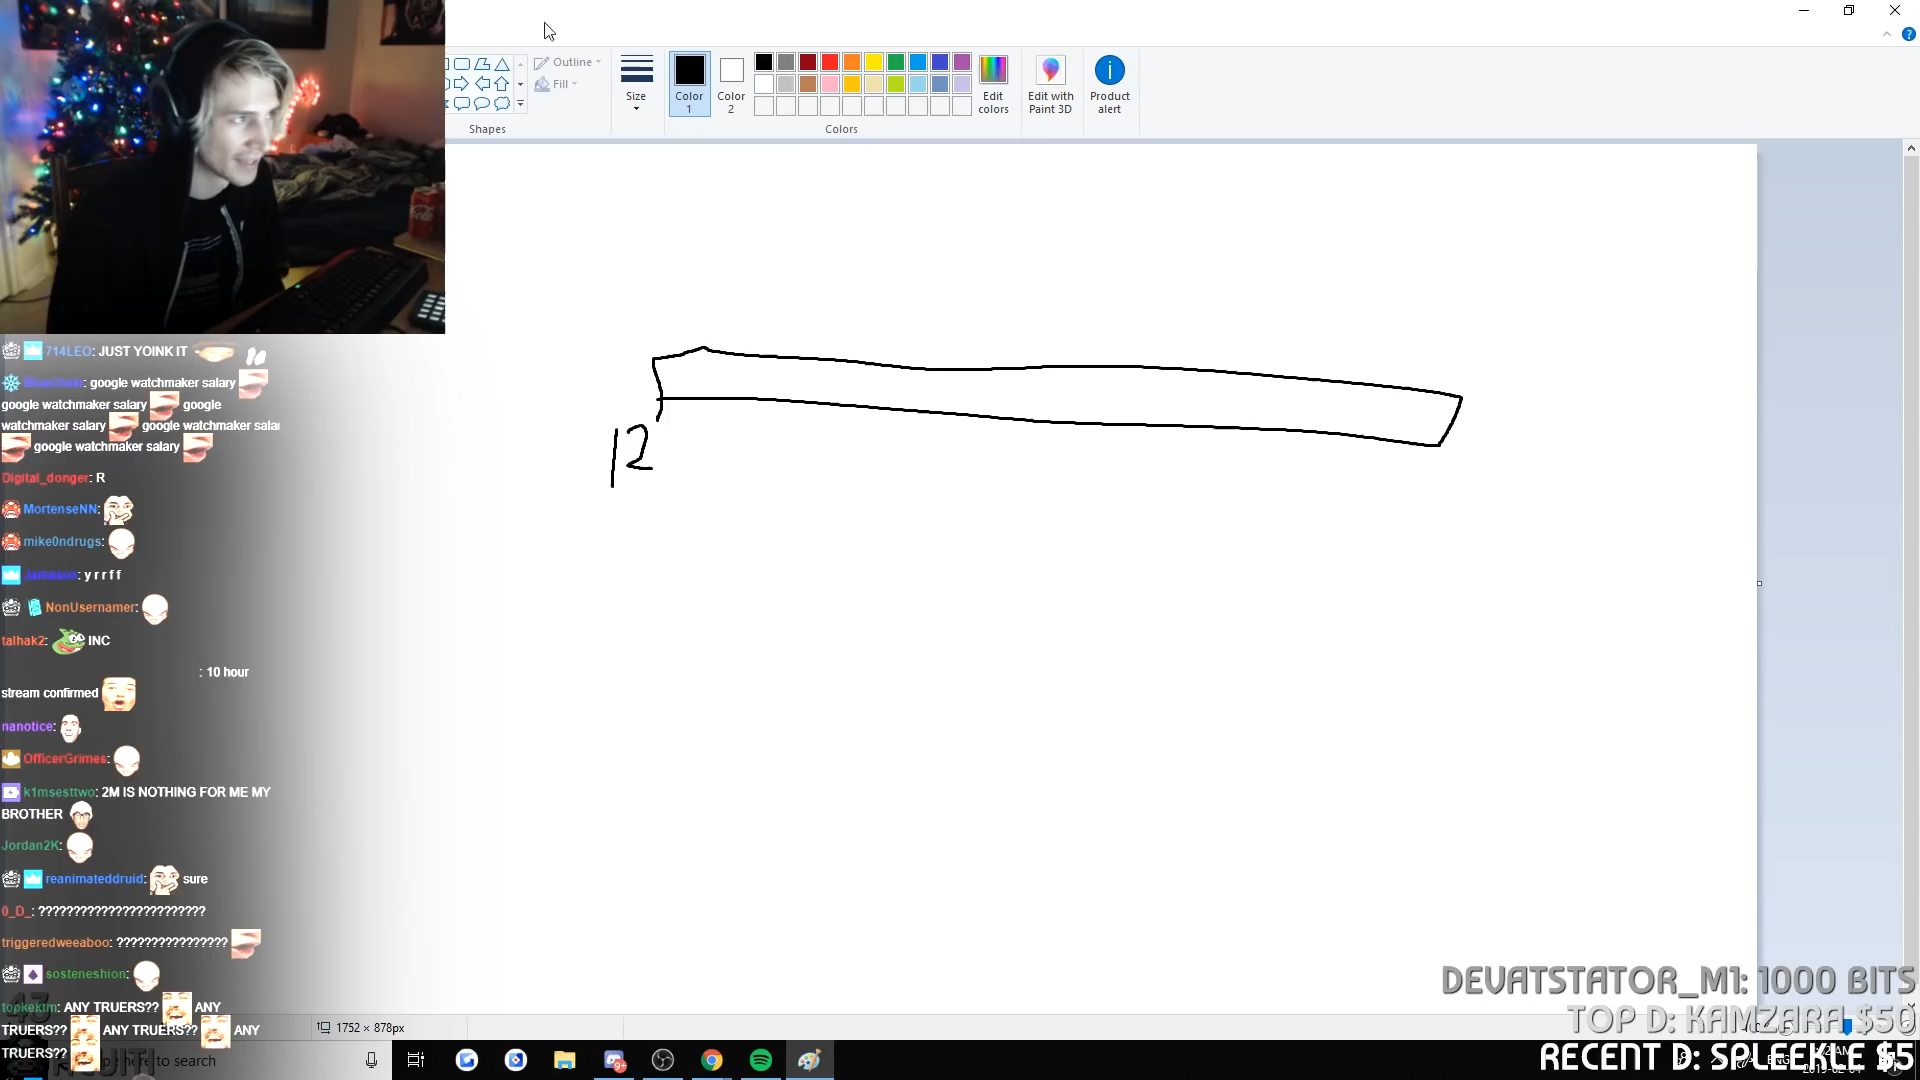 Outline
Fill
Size
Color 1
Color 2
Edit colors
Edit with Paint 3D
Product alert
Shapes
Colors
12
714LEO: JUST YOINK IT
: google watchmaker salary
google watchmaker salary google
watchmaker salary google watchmaker salar
google watchmaker salary
Digital_donger: R
MortenseNN:
mike0ndrugs:
: y r r f f
NonUsernamer:
talhak2: INC
: 10 hour
stream confirmed
nanotice:
OfficerGrimes:
k1msesttwo: 2M IS NOTHING FOR ME MY
BROTHER
Jordan2K:
reanimateddruid: sure
0_D_: ????????????????????????
triggeredweeaboo: ????????????????
sosteneshion:
topkektm: ANY TRUERS?? ANY
TRUERS?? ANY TRUERS?? ANY
TRUERS??
1752 × 878px
here to search
DEVATSTATOR_M1: 1000 BITS
TOP D: KAMZARA $50
RECENT D: SPLEEKLE $5